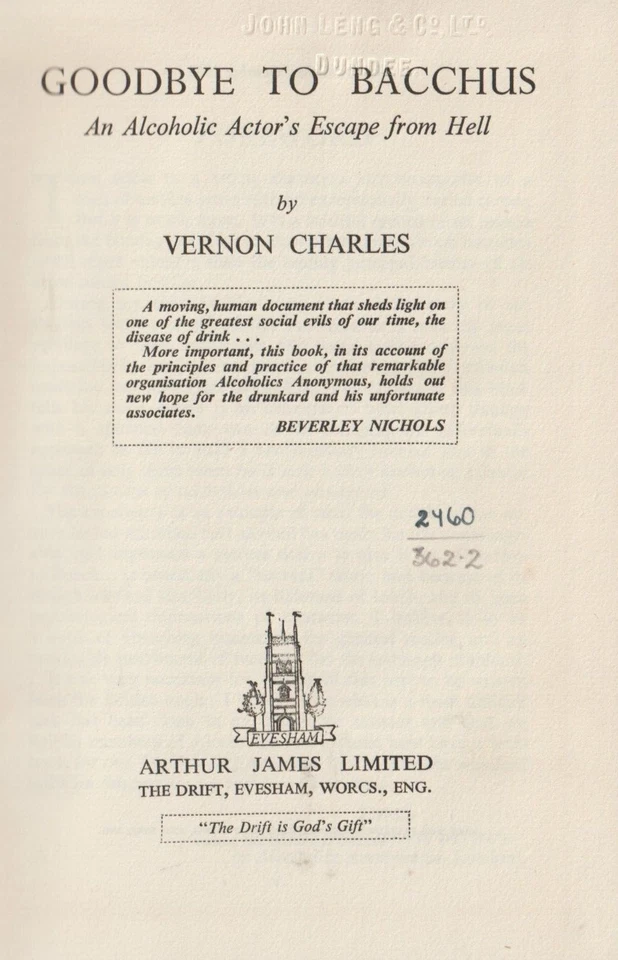 JOHN LENG & CO. LTD.
DUNDEE
GOODBYE TO BACCHUS
An Alcoholic Actor's Escape from Hell
by
VERNON CHARLES
A moving, human document that sheds light on
one of the greatest social evils of our time, the
disease of drink . . .
More important, this book, in its account of
the principles and practice of that remarkable
organisation Alcoholics Anonymous, holds out
new hope for the drunkard and his unfortunate
associates.
BEVERLEY NICHOLS
2460
362.2
EVESHAM
ARTHUR JAMES LIMITED
THE DRIFT, EVESHAM, WORCS., ENG.
"The Drift is God's Gift"